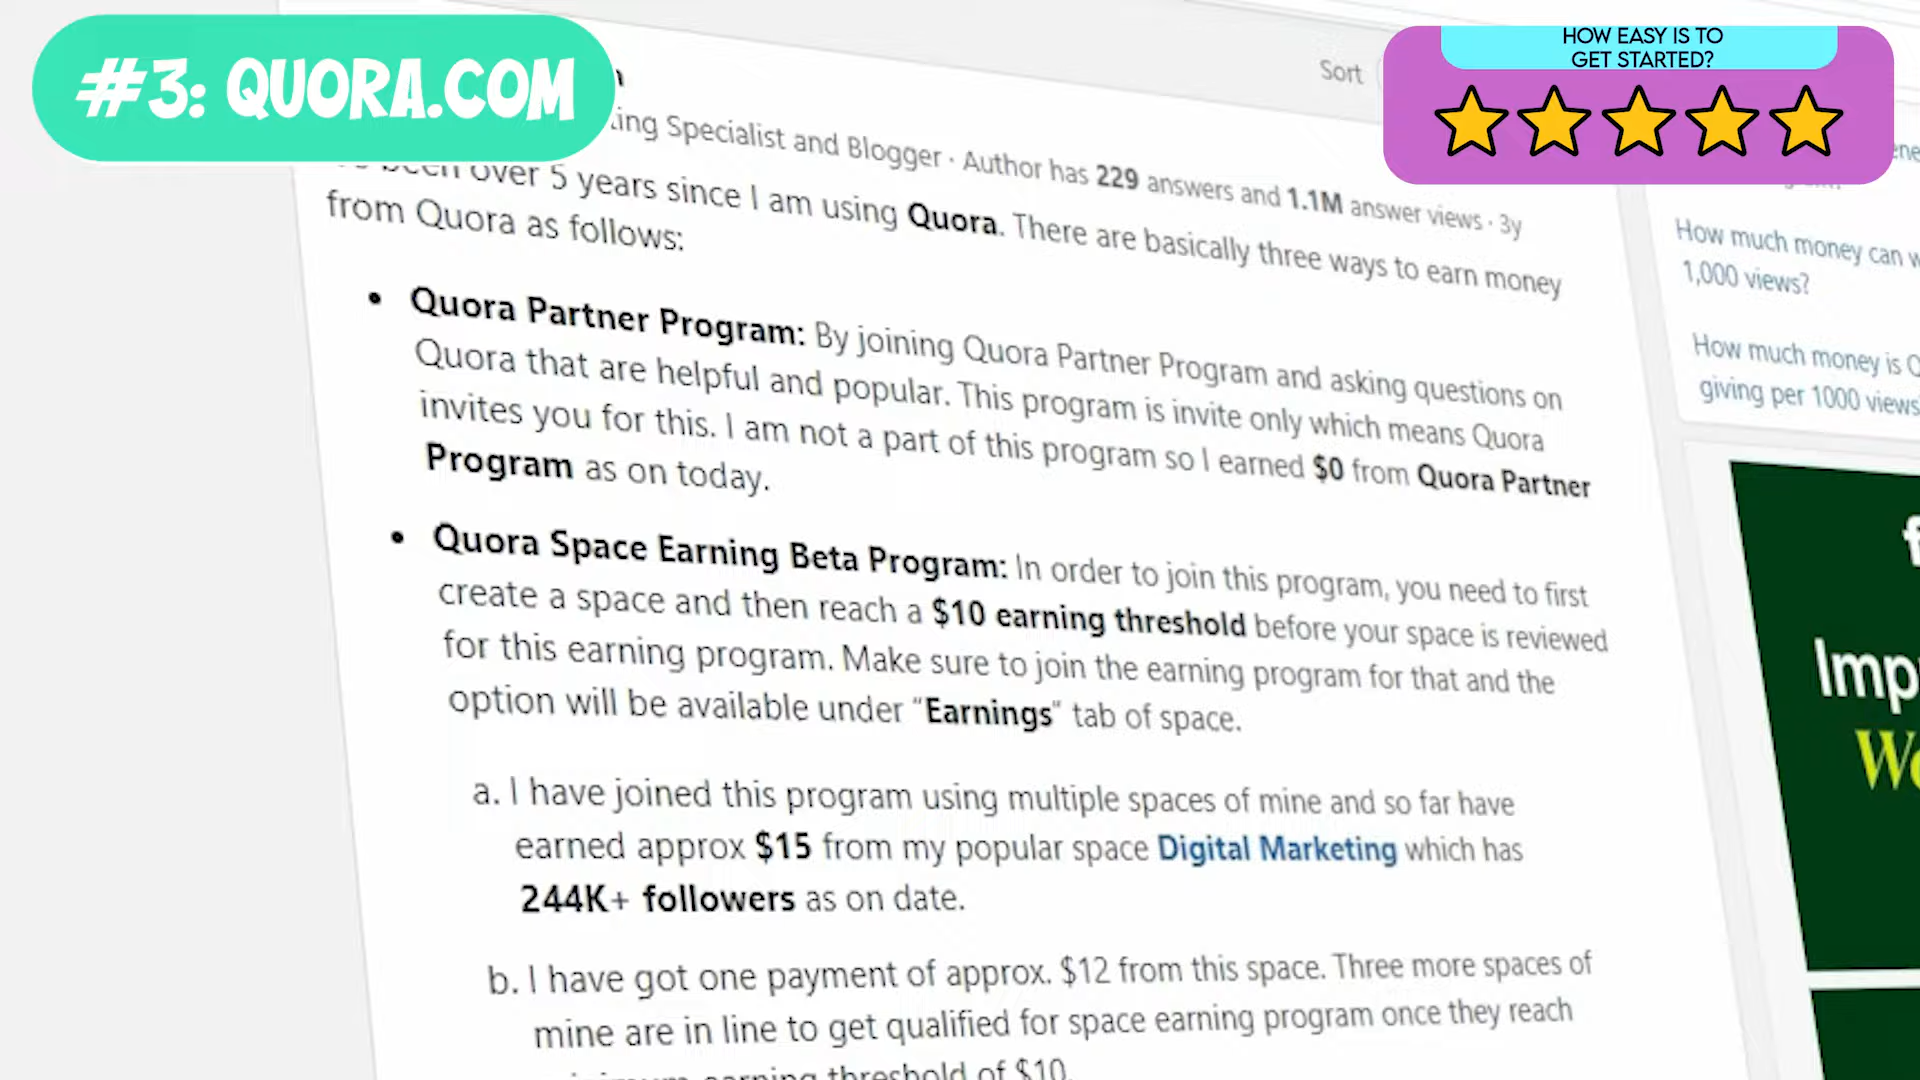 #3: QUORA.COM
HOW EASY IS TO
GET STARTED?
Sort
Specialist and Blogger · Author has 229 answers and 1.1M answer views · 3y
been over 5 years since I am using Quora. There are basically three ways to earn money
from Quora as follows:
• Quora Partner Program: By joining Quora Partner Program and asking questions on
Quora that are helpful and popular. This program is invite only which means Quora
invites you for this. I am not a part of this program so I earned $0 from Quora Partner
Program as on today.
• Quora Space Earning Beta Program: In order to join this program, you need to first
create a space and then reach a $10 earning threshold before your space is reviewed
for this earning program. Make sure to join the earning program for that and the
option will be available under “Earnings” tab of space.
a. I have joined this program using multiple spaces of mine and so far have
earned approx $15 from my popular space Digital Marketing which has
244K+ followers as on date.
b. I have got one payment of approx. $12 from this space. Three more spaces of
mine are in line to get qualified for space earning program once they reach
threshold of $10.
How much money can
1,000 views?
How much money is
giving per 1000 views
Imp
We